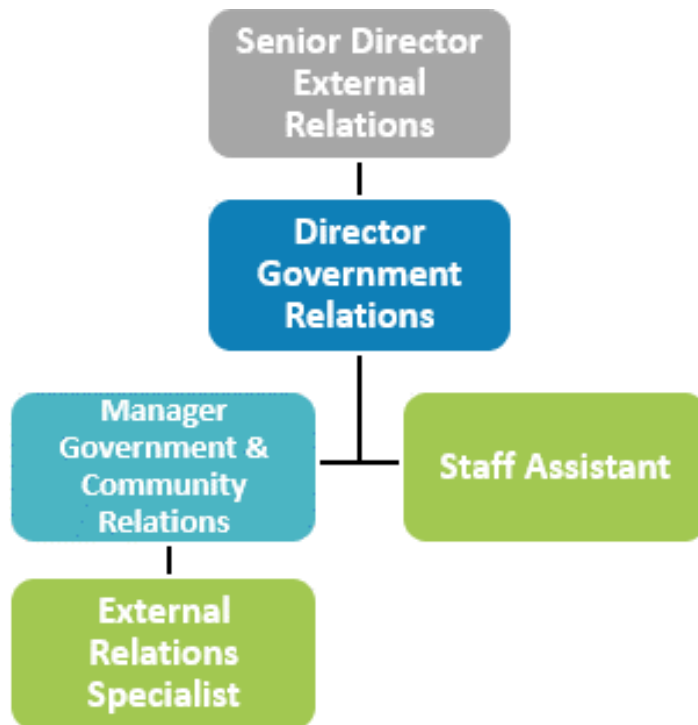 Senior Director
External
Relations
Director
Government
Relations
Manager
Government &
Community
Relations
Staff Assistant
External
Relations
Specialist